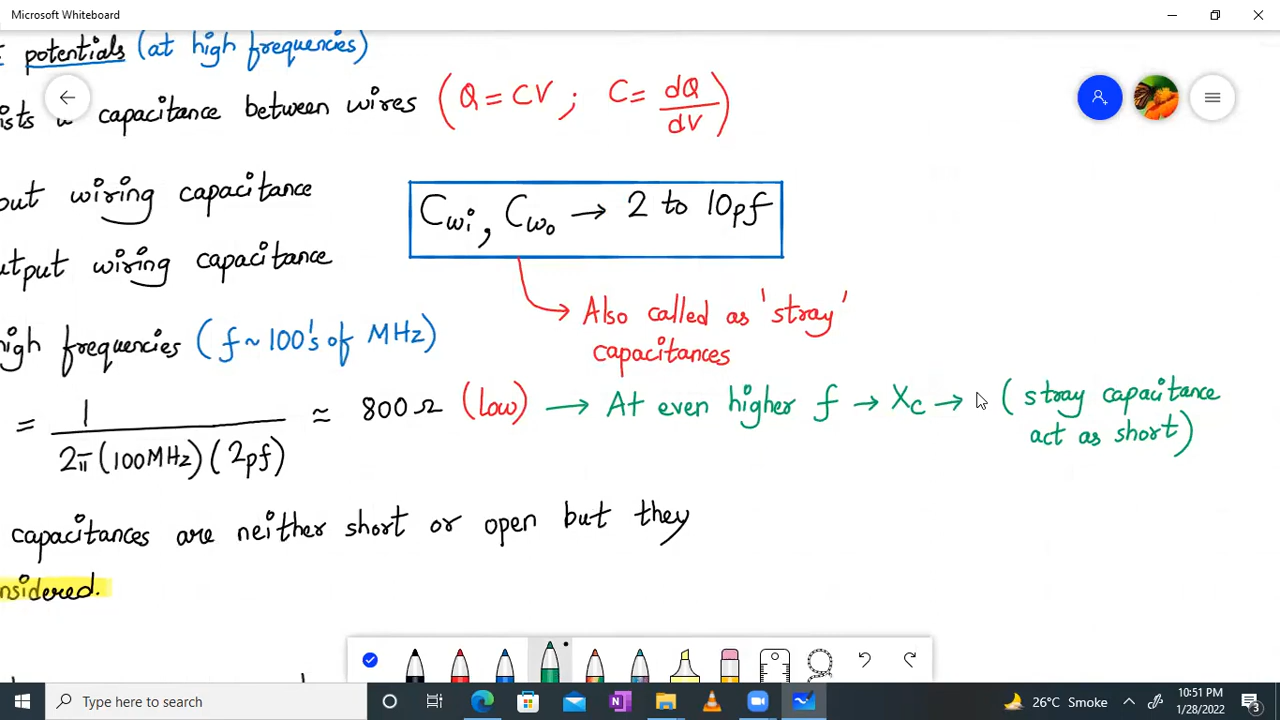 Microsoft Whiteboard
potentials (at high frequencies)
capacitance between wires (Q = CV ; C = dQ/dV)
wiring capacitance
Cwi, Cwo → 2 to 10pf
wiring capacitance
Also called as 'stray'
capacitances
frequencies (f ~ 100's of MHz)
= 1 / 2π(100MHz)(2pf) ≈ 800Ω (low) → At even higher f → Xc → (stray capacitance
act as short)
capacitances are neither short or open but they
nsidered.
Type here to search
26°C Smoke
10:51 PM
1/28/2022
3